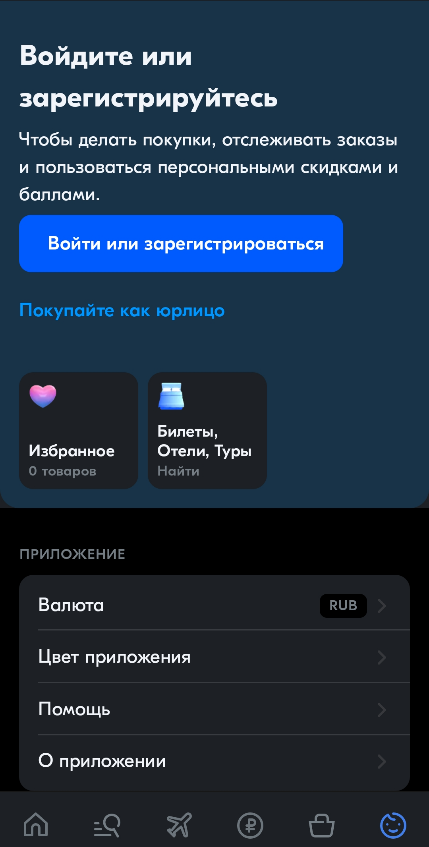 Войдите или
зарегистрируйтесь
Чтобы делать покупки, отслеживать заказы
и пользоваться персональными скидками и
баллами.
Войти или зарегистрироваться
Покупайте как юрлицо
Избранное
0 товаров
Билеты,
Отели, Туры
Найти
ПРИЛОЖЕНИЕ
Валюта RUB
Цвет приложения
Помощь
О приложении